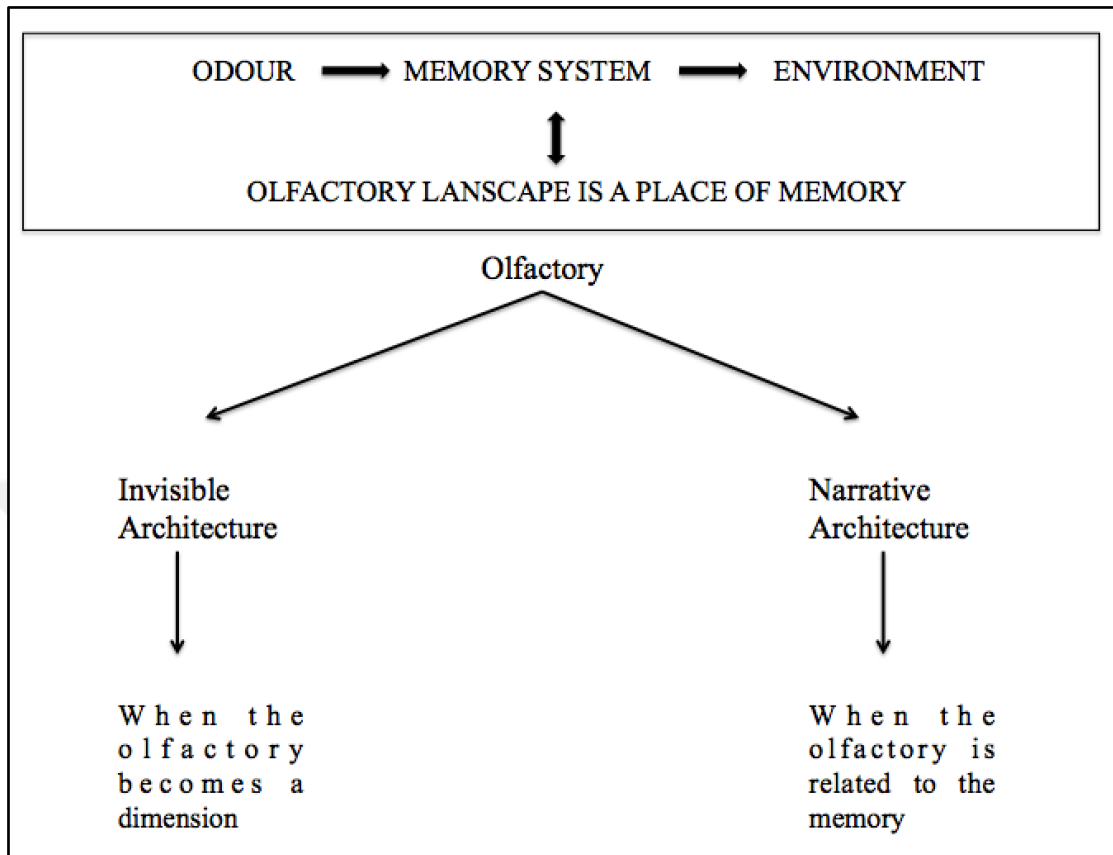 ODOUR MEMORY SYSTEM ENVIRONMENT
OLFACTORY LANSCAPE IS A PLACE OF MEMORY
Olfactory
Invisible
Architecture
Narrative
Architecture
When the
olfactory
becomes a
dimension
When the
olfactory is
related to the
memory